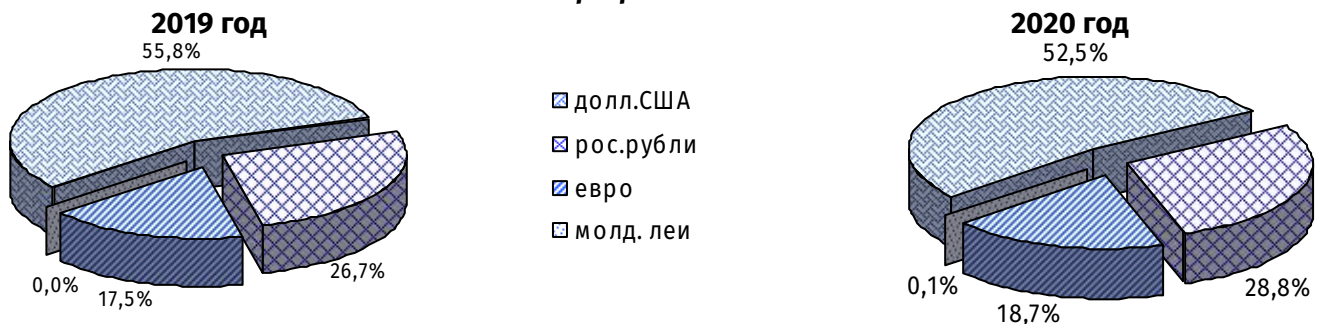 2019 год
55,8%
26,7%
17,5%
0,0%
долл.США
рос.рубли
евро
молд. леи
2020 год
52,5%
28,8%
18,7%
0,1%